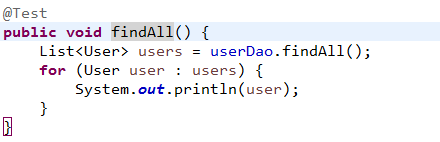 @Test
public void findAll() {
    List<User> users = userDao.findAll();
    for (User user : users) {
        System.out.println(user);
    }
}